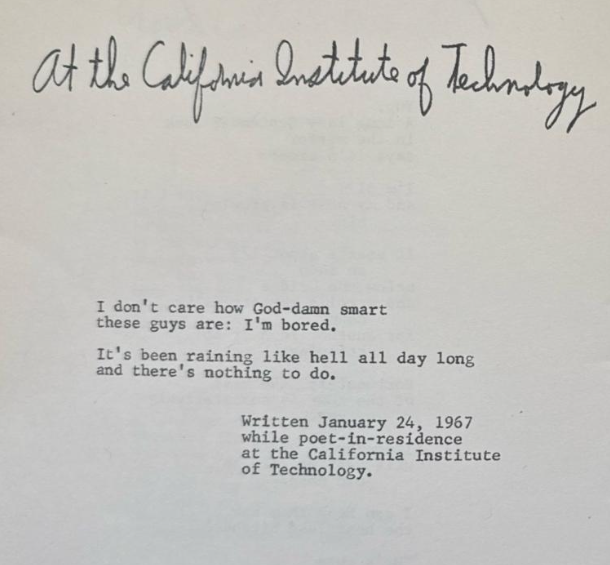 At the California Institute of Technology
I don't care how God-damn smart
these guys are: I'm bored.
It's been raining like hell all day long
and there's nothing to do.
Written January 24, 1967
while poet-in-residence
at the California Institute
of Technology.